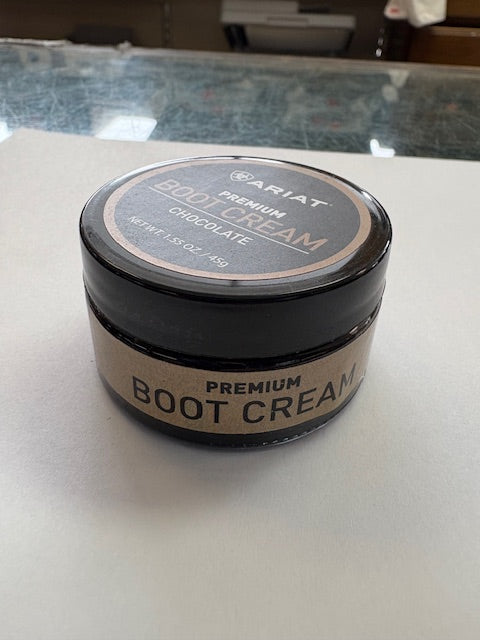 ARIAT
PREMIUM
BOOT CREAM
CHOCOLATE
NET WT. 1.55 OZ./45g
PREMIUM
BOOT CREAM